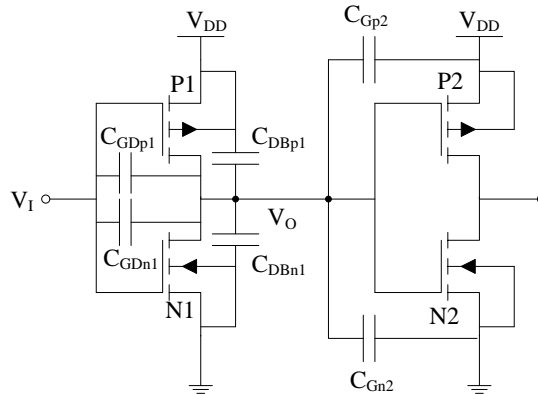 V_DD
C_Gp2
V_DD
P1
P2
C_GDp1
C_DBp1
V_I
V_O
C_GDn1
C_DBn1
N1
N2
C_Gn2